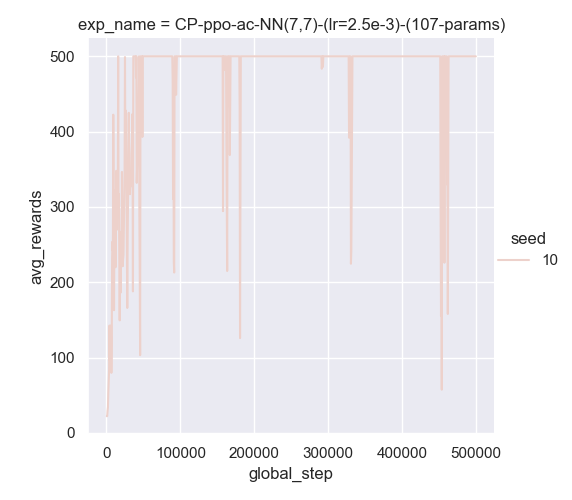 exp_name = CP-ppo-ac-NN(7,7)-(lr=2.5e-3)-(107-params)
500
400
300
200
100
0
avg_rewards
0 100000 200000 300000 400000 500000
global_step
seed
10